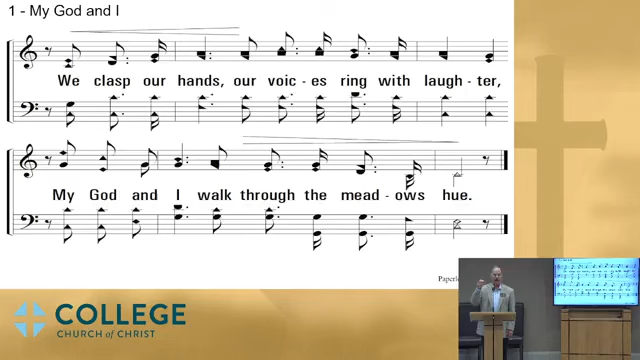 1 - My God and I
We clasp our hands, our voic - es ring with laugh - ter,
My God and I walk through the mead - ows hue.
Paperle
COLLEGE
CHURCH of CHRIST